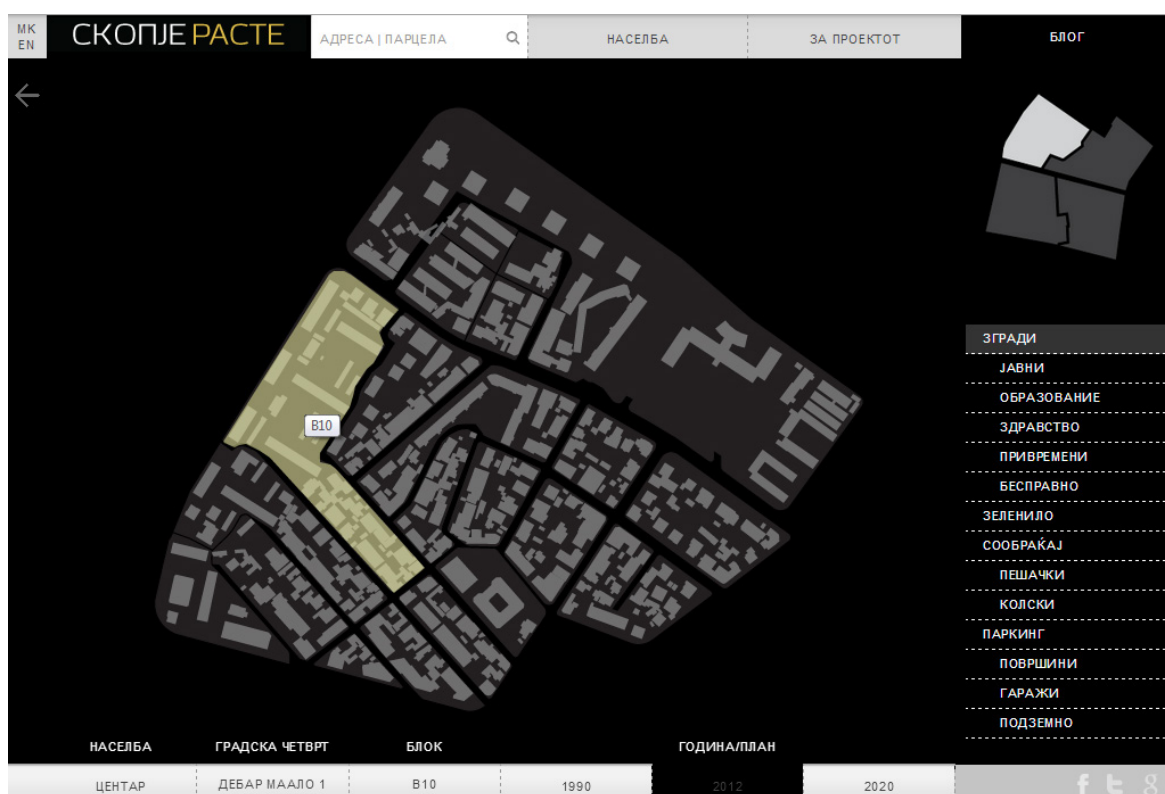 MK
EN
СКОПЈЕ РАСТЕ
АДРЕСА | ПАРЦЕЛА
НАСЕЛБА
ЗА ПРОЕКТОТ
БЛОГ
B10
ЗГРАДИ
ЈАВНИ
ОБРАЗОВАНИЕ
ЗДРАВСТВО
ПРИВРЕМЕНИ
БЕСПРАВНО
ЗЕЛЕНИЛО
СООБРАЌАЈ
ПЕШАЧКИ
КОЛСКИ
ПАРКИНГ
ПОВРШИНИ
ГАРАЖИ
ПОДЗЕМНО
НАСЕЛБА ГРАДСКА ЧЕТВРТ БЛОК ГОДИНА/ПЛАН
ЦЕНТАР ДЕБАР МААЛО 1 B10 1990 2012 2020